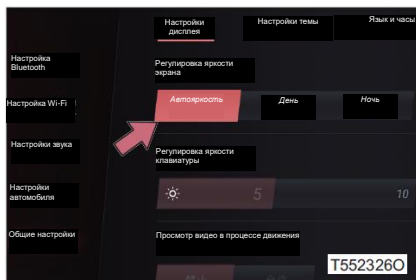 Настройки
дисплея
Настройки темы
Язык и часы
Настройка
Bluetooth
Регулировка яркости
экрана
Настройка Wi-Fi
Автояркость
День
Ночь
Настройки звука
Регулировка яркости
клавиатуры
Настройки
автомобиля
5
10
Общие настройки
Просмотр видео в процессе движения
T552326O